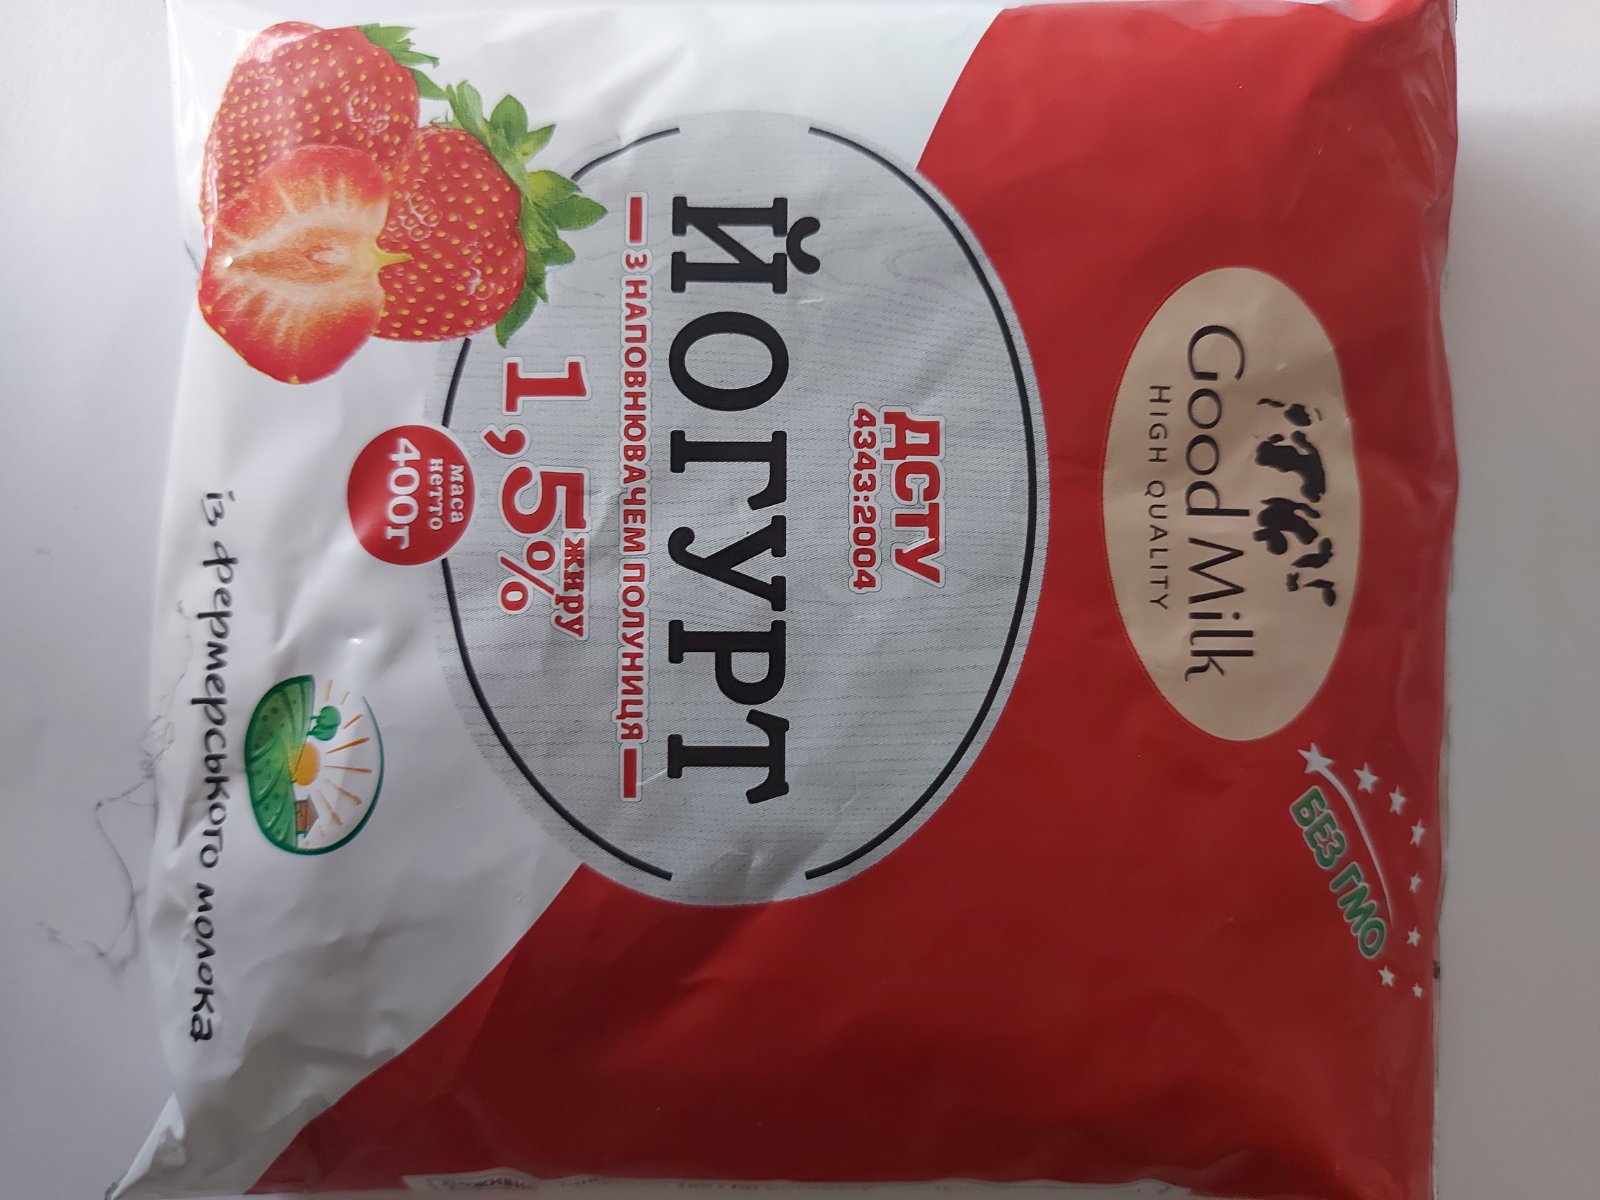 Good Milk
HIGH QUALITY
БЕЗ ГМО
ДСТУ
4343:2004
ЙОГУРТ
З НАПОВНЮВАЧЕМ ПОЛУНИЦЯ
1,5%
жиру
маса
нетто
400г
із фермерського молока